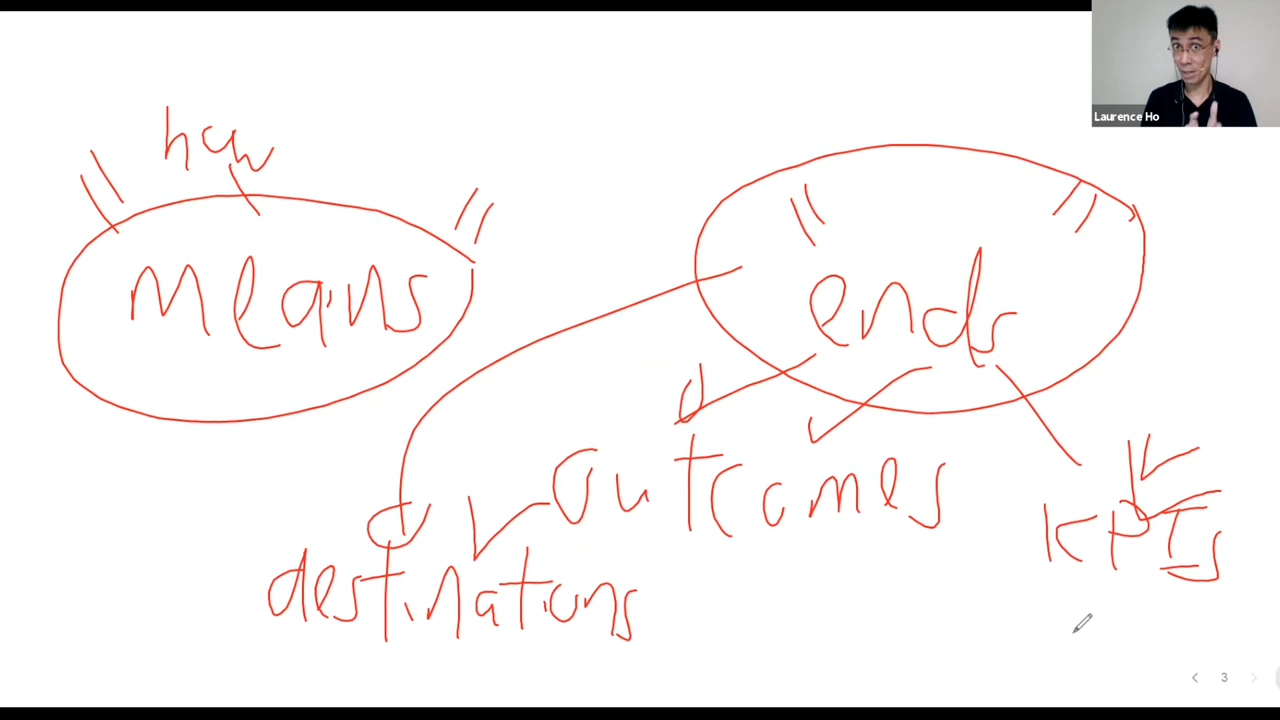 Laurence Ho
how
"means"
"ends"
outcomes
KPIs
destinations
3